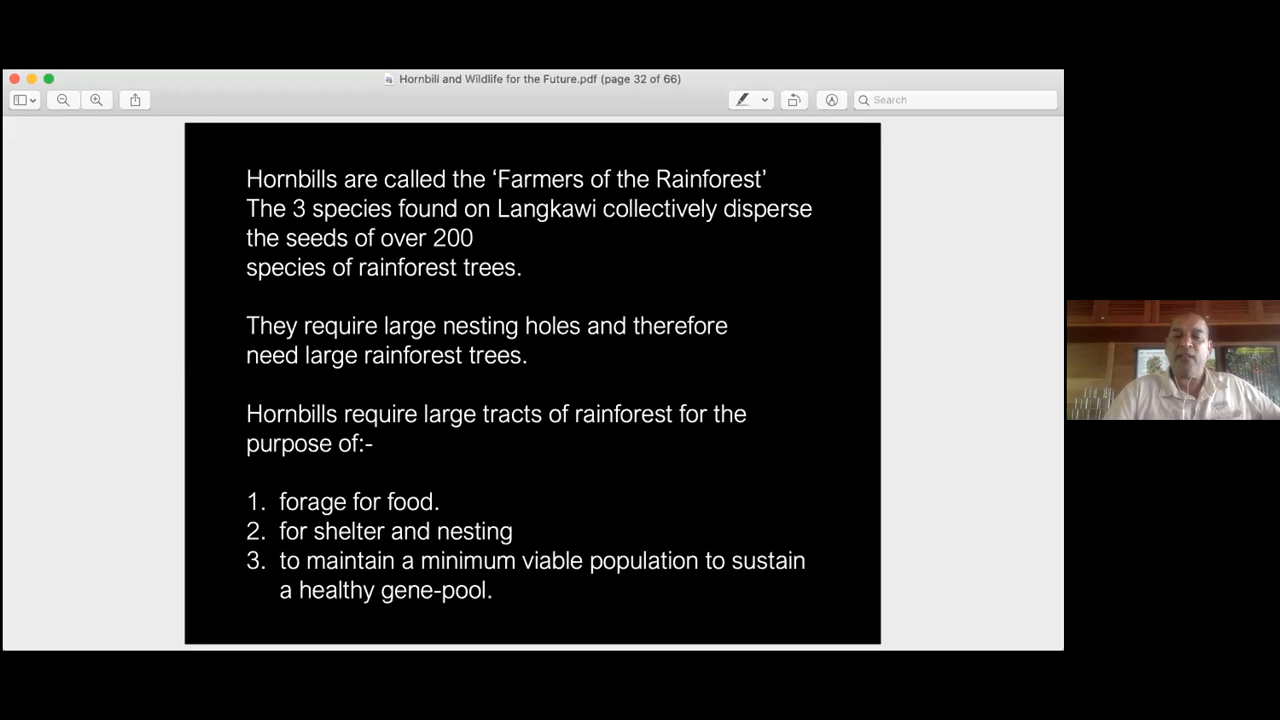 Hornbill and Wildlife for the Future.pdf (page 32 of 66)
Search
Hornbills are called the ‘Farmers of the Rainforest’
The 3 species found on Langkawi collectively disperse
the seeds of over 200
species of rainforest trees.
They require large nesting holes and therefore
need large rainforest trees.
Hornbills require large tracts of rainforest for the
purpose of:-
1. forage for food.
2. for shelter and nesting
3. to maintain a minimum viable population to sustain
a healthy gene-pool.